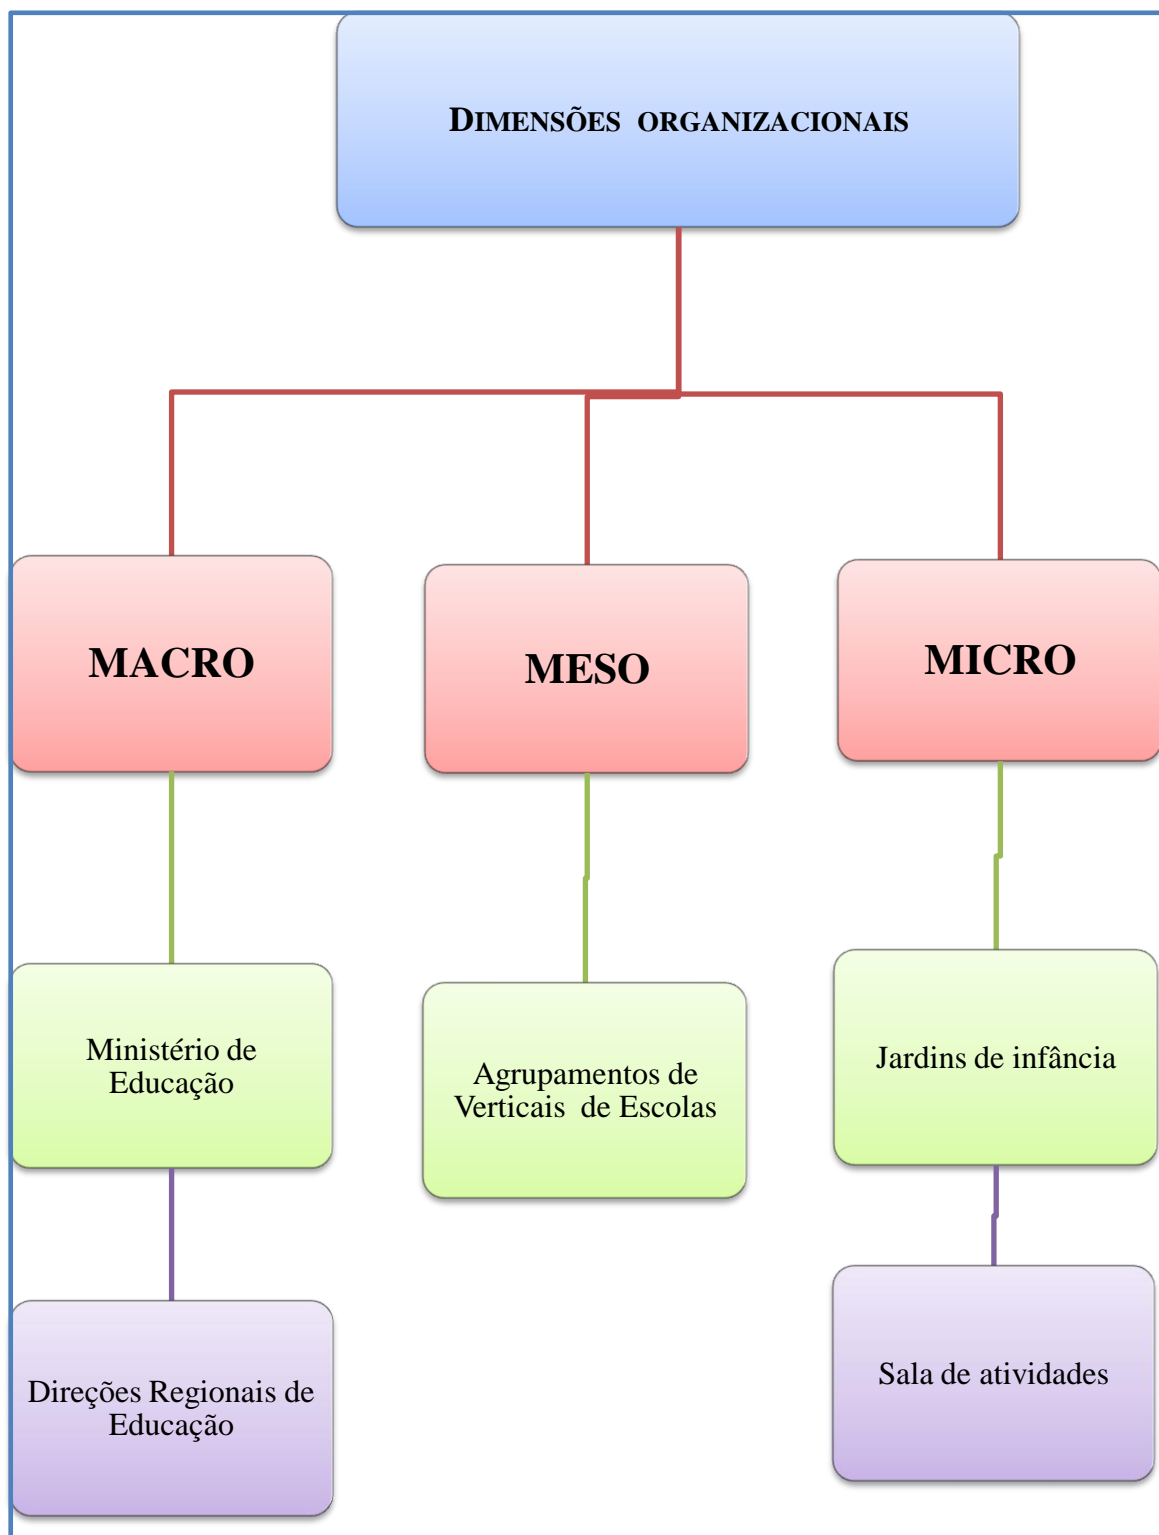 DIMENSÕES ORGANIZACIONAIS
MACRO
MESO
MICRO
Ministério de
Educação
Agrupamentos de
Verticais de Escolas
Jardins de infância
Direções Regionais de
Educação
Sala de atividades